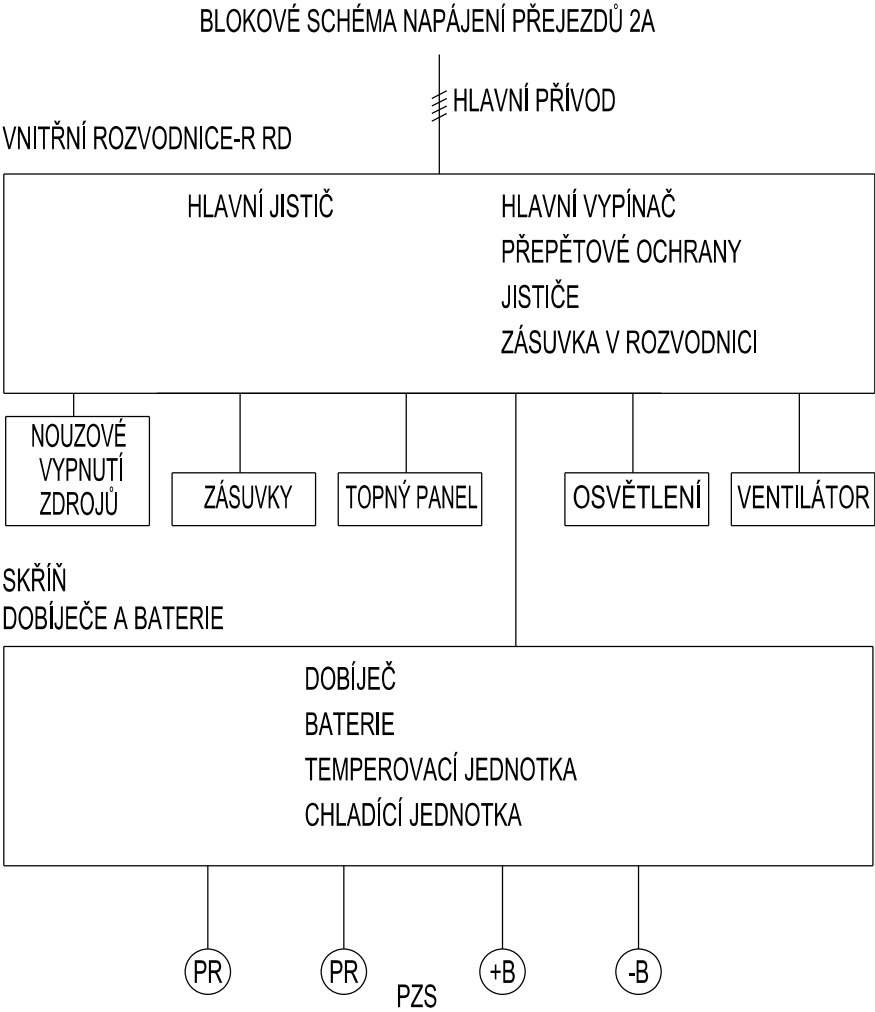 BLOKOVÉ SCHÉMA NAPÁJENÍ PŘEJEZDŮ 2A
HLAVNÍ PŘÍVOD
VNITŘNÍ ROZVODNICE-R RD
HLAVNÍ JISTIČ
HLAVNÍ VYPÍNAČ
PŘEPĚTOVÉ OCHRANY
JISTIČE
ZÁSUVKA V ROZVODNICI
NOUZOVÉ
VYPNUTÍ
ZDROJŮ
ZÁSUVKY
TOPNÝ PANEL
OSVĚTLENÍ
VENTILÁTOR
SKŘÍŇ
DOBÍJEČE A BATERIE
DOBÍJEČ
BATERIE
TEMPEROVACÍ JEDNOTKA
CHLADÍCÍ JEDNOTKA
PR
PR
+B
-B
PZS